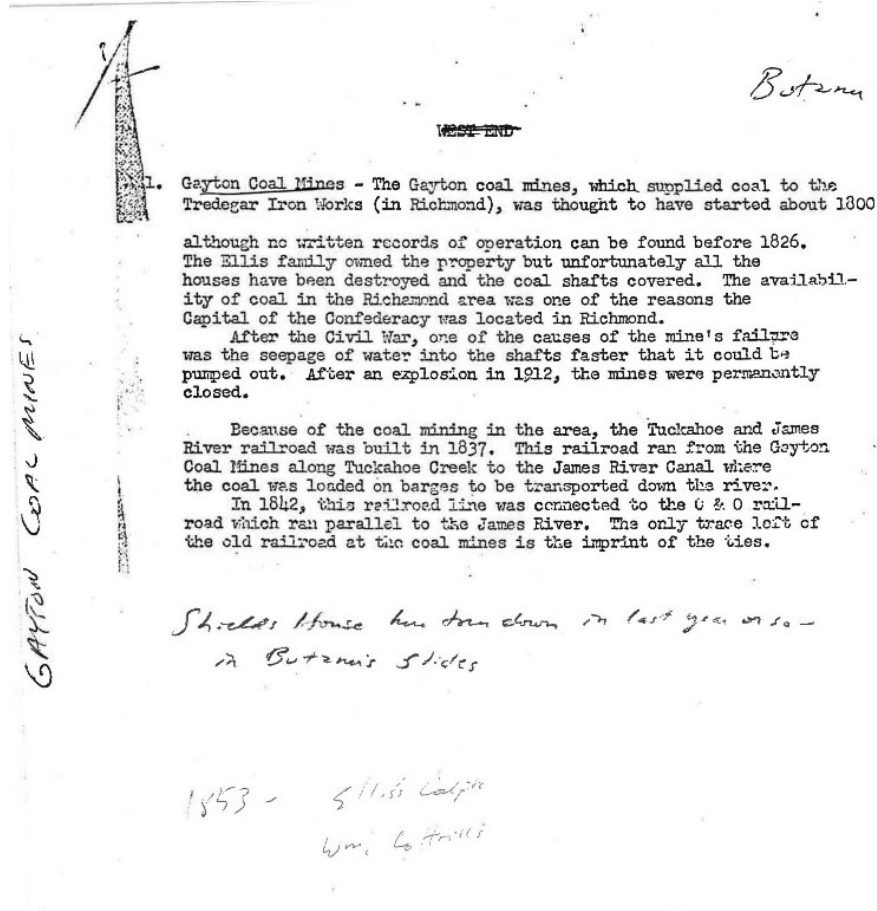 Botanu
WEST END
1. Gayton Coal Mines - The Gayton coal mines, which supplied coal to the
Tredegar Iron Works (in Richmond), was thought to have started about 1800
although no written records of operation can be found before 1826.
The Ellis family owned the property but unfortunately all the
houses have been destroyed and the coal shafts covered. The availabil-
ity of coal in the Richamond area was one of the reasons the
Capital of the Confederacy was located in Richmond.
After the Civil War, one of the causes of the mine's failure
was the seepage of water into the shafts faster that it could be
pumped out. After an explosion in 1912, the mines were permanently
closed.
Because of the coal mining in the area, the Tuckahoe and James
River railroad was built in 1837. This railroad ran from the Gayton
Coal Mines along Tuckahoe Creek to the James River Canal where
the coal was loaded on barges to be transported down the river.
In 1842, this railroad line was connected to the C & O rail-
road which ran parallel to the James River. The only trace left of
the old railroad at the coal mines is the imprint of the ties.
GAYTON COAL MINES
House torn down in last year or so -
in slides
1853 - Ellis
Wm. Cottrell's